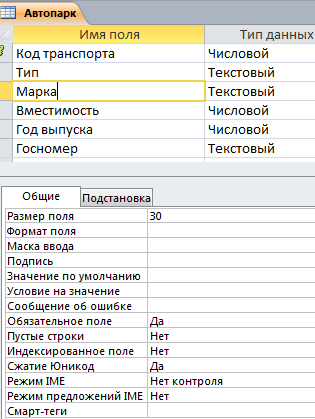 Автопарк
Имя поля Тип данных
Код транспорта Числовой
Тип Текстовый
Марка Текстовый
Вместимость Числовой
Год выпуска Числовой
Госномер Текстовый
Общие Подстановка
Размер поля 30
Формат поля
Маска ввода
Подпись
Значение по умолчанию
Условие на значение
Сообщение об ошибке
Обязательное поле Да
Пустые строки Нет
Индексированное поле Нет
Сжатие Юникод Да
Режим IME Нет контроля
Режим предложений IME Нет
Смарт-теги